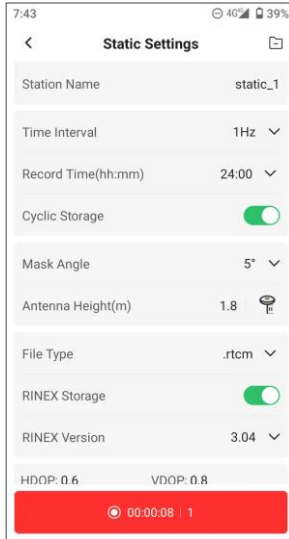 7:43 4G 39%
Static Settings
Station Name static_1
Time Interval 1Hz
Record Time(hh:mm) 24:00
Cyclic Storage
Mask Angle 5°
Antenna Height(m) 1.8
File Type .rtcm
RINEX Storage
RINEX Version 3.04
HDOP: 0.6 VDOP: 0.8
00:00:08 | 1